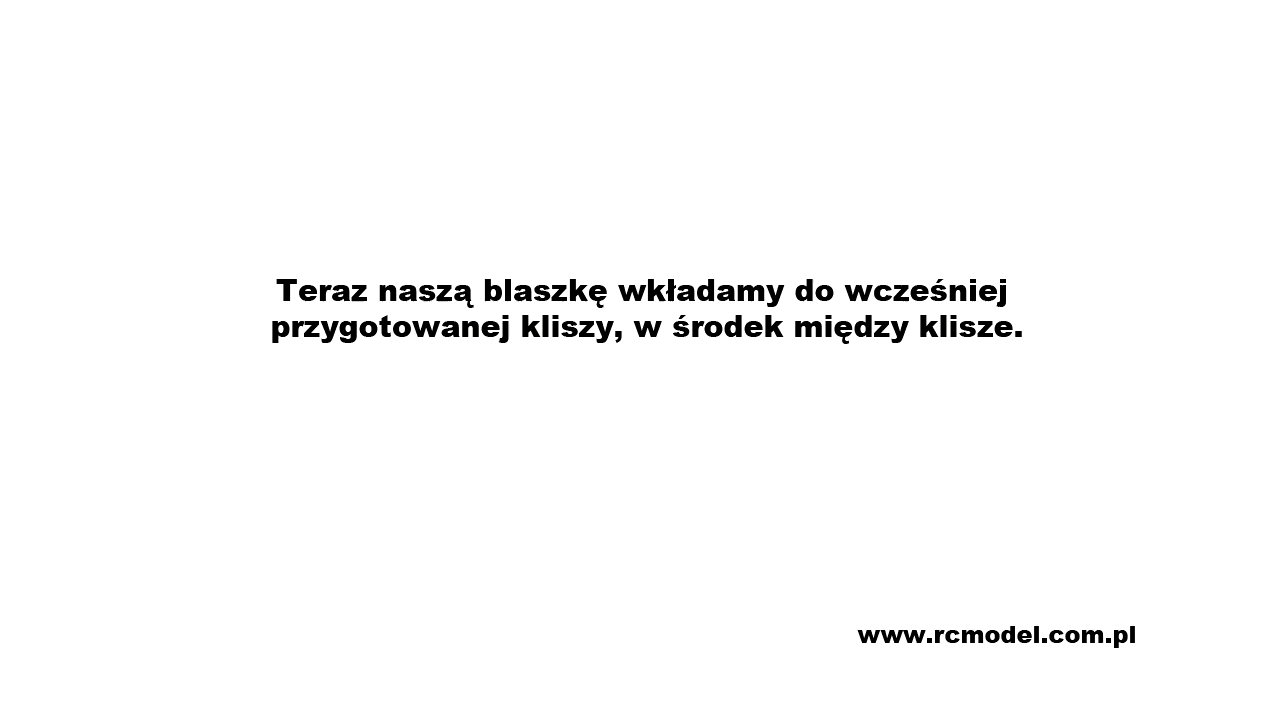 Teraz naszą blaszkę wkładamy do wcześniej
przygotowanej kliszy, w środek między klisze.
www.rcmodel.com.pl